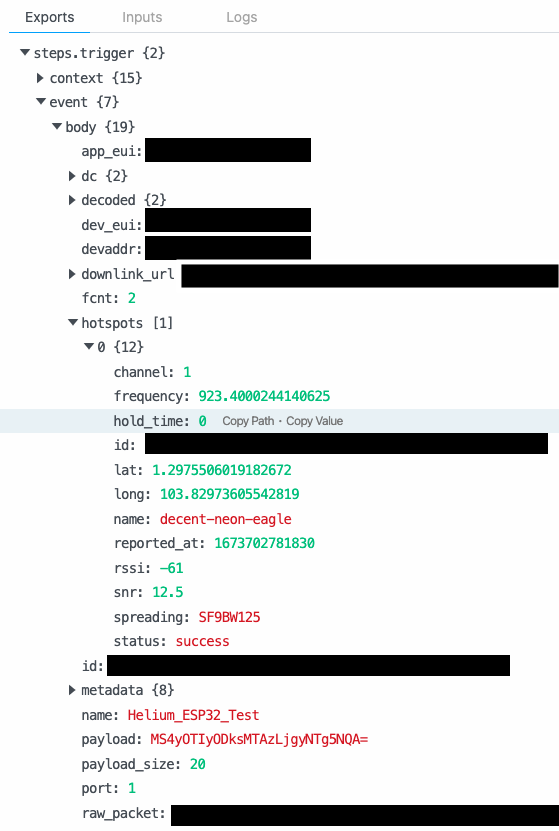 Exports Inputs Logs
steps.trigger {2}
context {15}
event {7}
body {19}
app_eui:
dc {2}
decoded {2}
dev_eui:
devaddr:
downlink_url
fcnt: 2
hotspots [1]
0 {12}
channel: 1
frequency: 923.4000244140625
hold_time: 0 Copy Path • Copy Value
id:
lat: 1.2975506019182672
long: 103.82973605542819
name: decent-neon-eagle
reported_at: 1673702781830
rssi: -61
snr: 12.5
spreading: SF9BW125
status: success
id:
metadata {8}
name: Helium_ESP32_Test
payload: MS4yOTIyODksMTAzLjgyNTg5NQA=
payload_size: 20
port: 1
raw_packet: